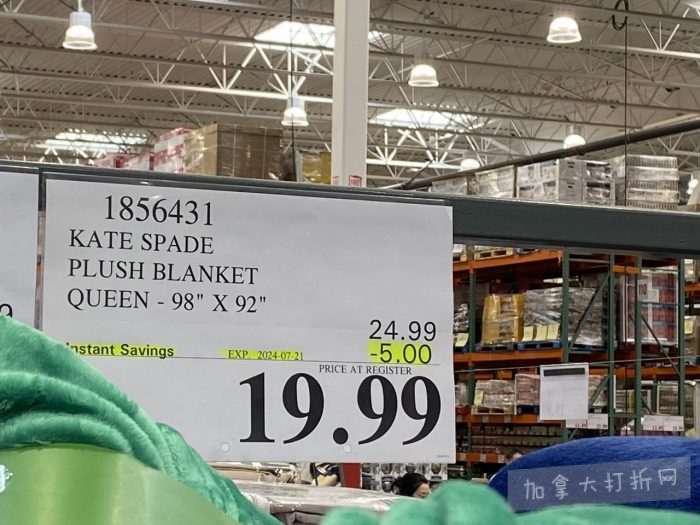 1856431
KATE SPADE
PLUSH BLANKET
QUEEN - 98" X 92"
24.99
Instant Savings EXP. 2024-07-21 -5.00
PRICE AT REGISTER
19.99
加拿大打折网